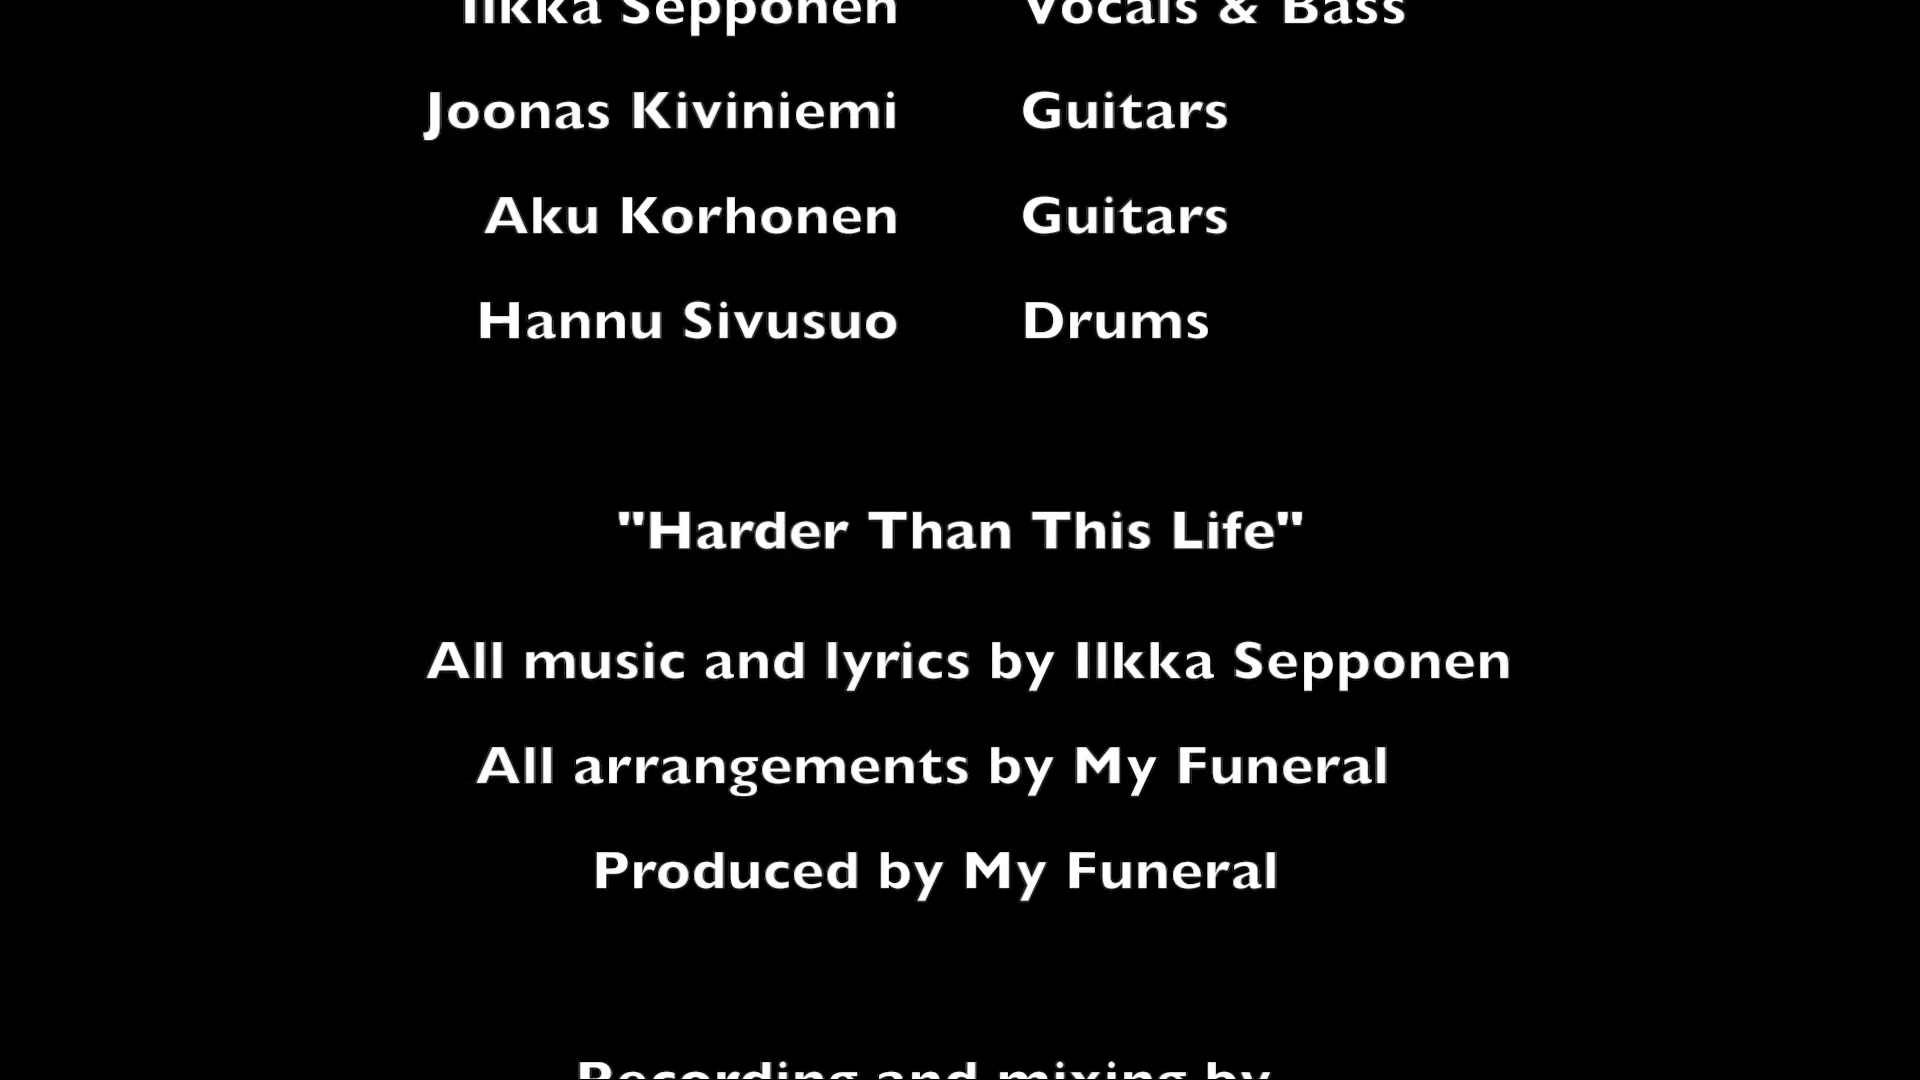 Ilkka Sepponen Vocals & Bass
Joonas Kiviniemi Guitars
Aku Korhonen Guitars
Hannu Sivusuo Drums
"Harder Than This Life"
All music and lyrics by Ilkka Sepponen
All arrangements by My Funeral
Produced by My Funeral
Recording and mixing by